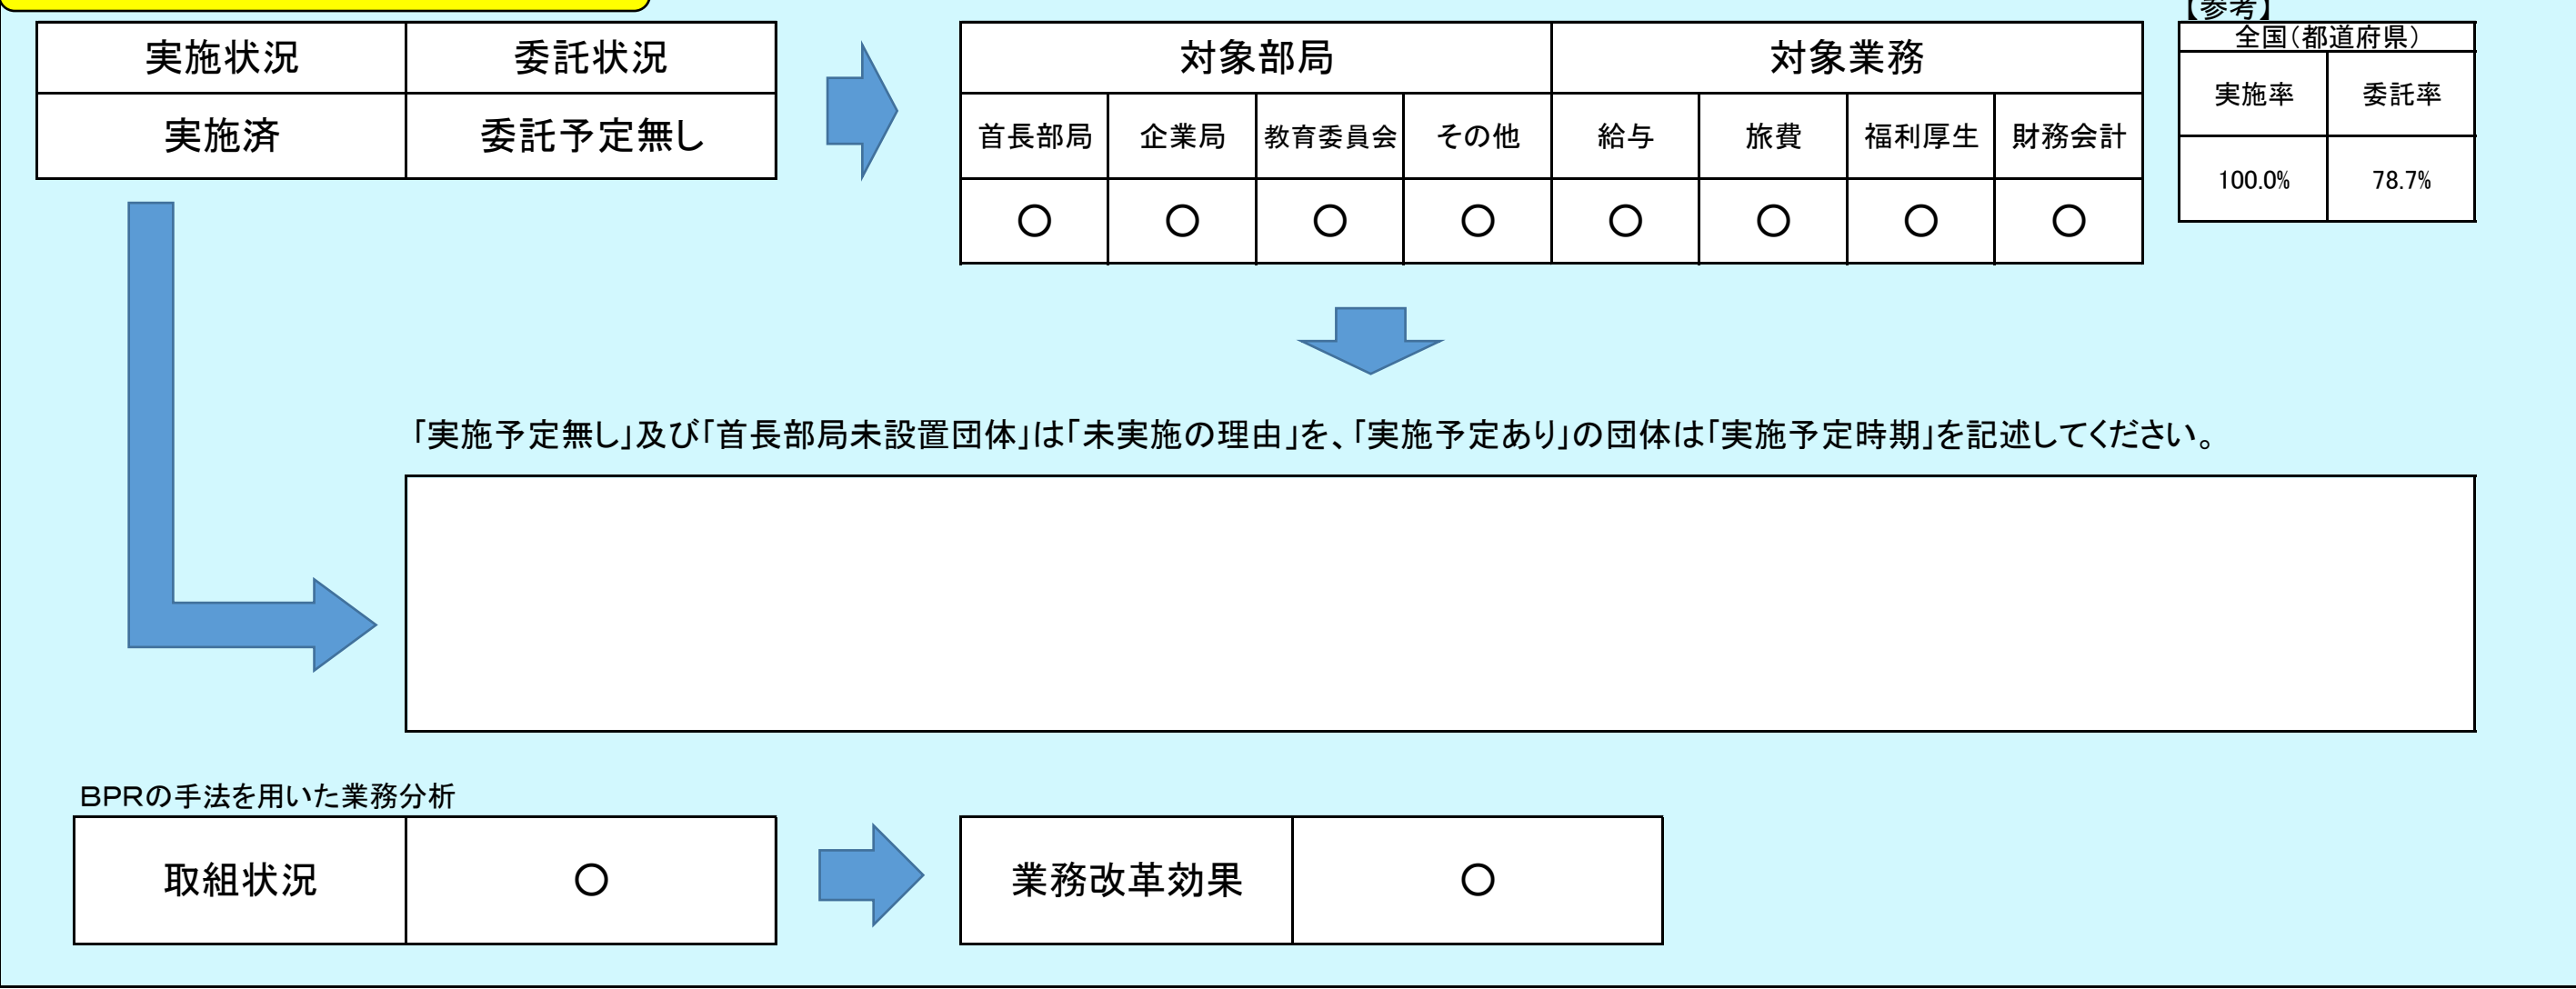 【参考】
実施状況 委託状況
実施済 委託予定無し
対象部局 対象業務
首長部局 企業局 教育委員会 その他 給与 旅費 福利厚生 財務会計
○ ○ ○ ○ ○ ○ ○ ○
全国（都道府県）
実施率 委託率
100.0% 78.7%
「実施予定無し」及び「首長部局未設置団体」は「未実施の理由」を、「実施予定あり」の団体は「実施予定時期」を記述してください。
ＢＰＲの手法を用いた業務分析
取組状況 ○
業務改革効果 ○